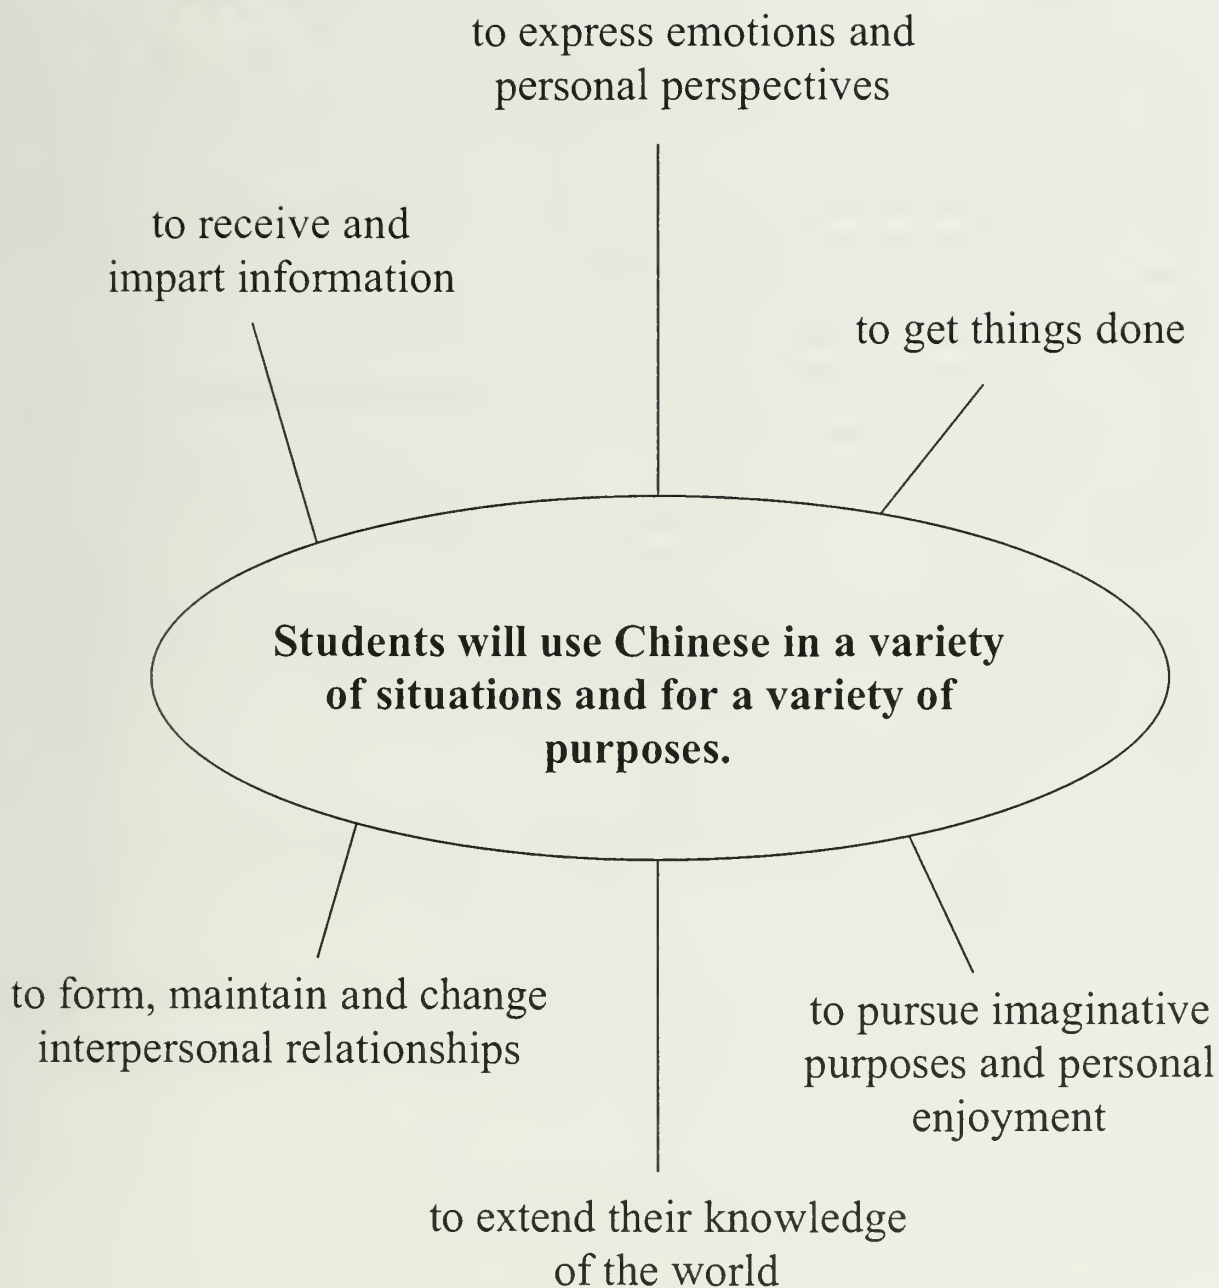 to express emotions and
personal perspectives
to receive and
impart information
to get things done
Students will use Chinese in a variety
of situations and for a variety of
purposes.
to form, maintain and change
interpersonal relationships
to pursue imaginative
purposes and personal
enjoyment
to extend their knowledge
of the world